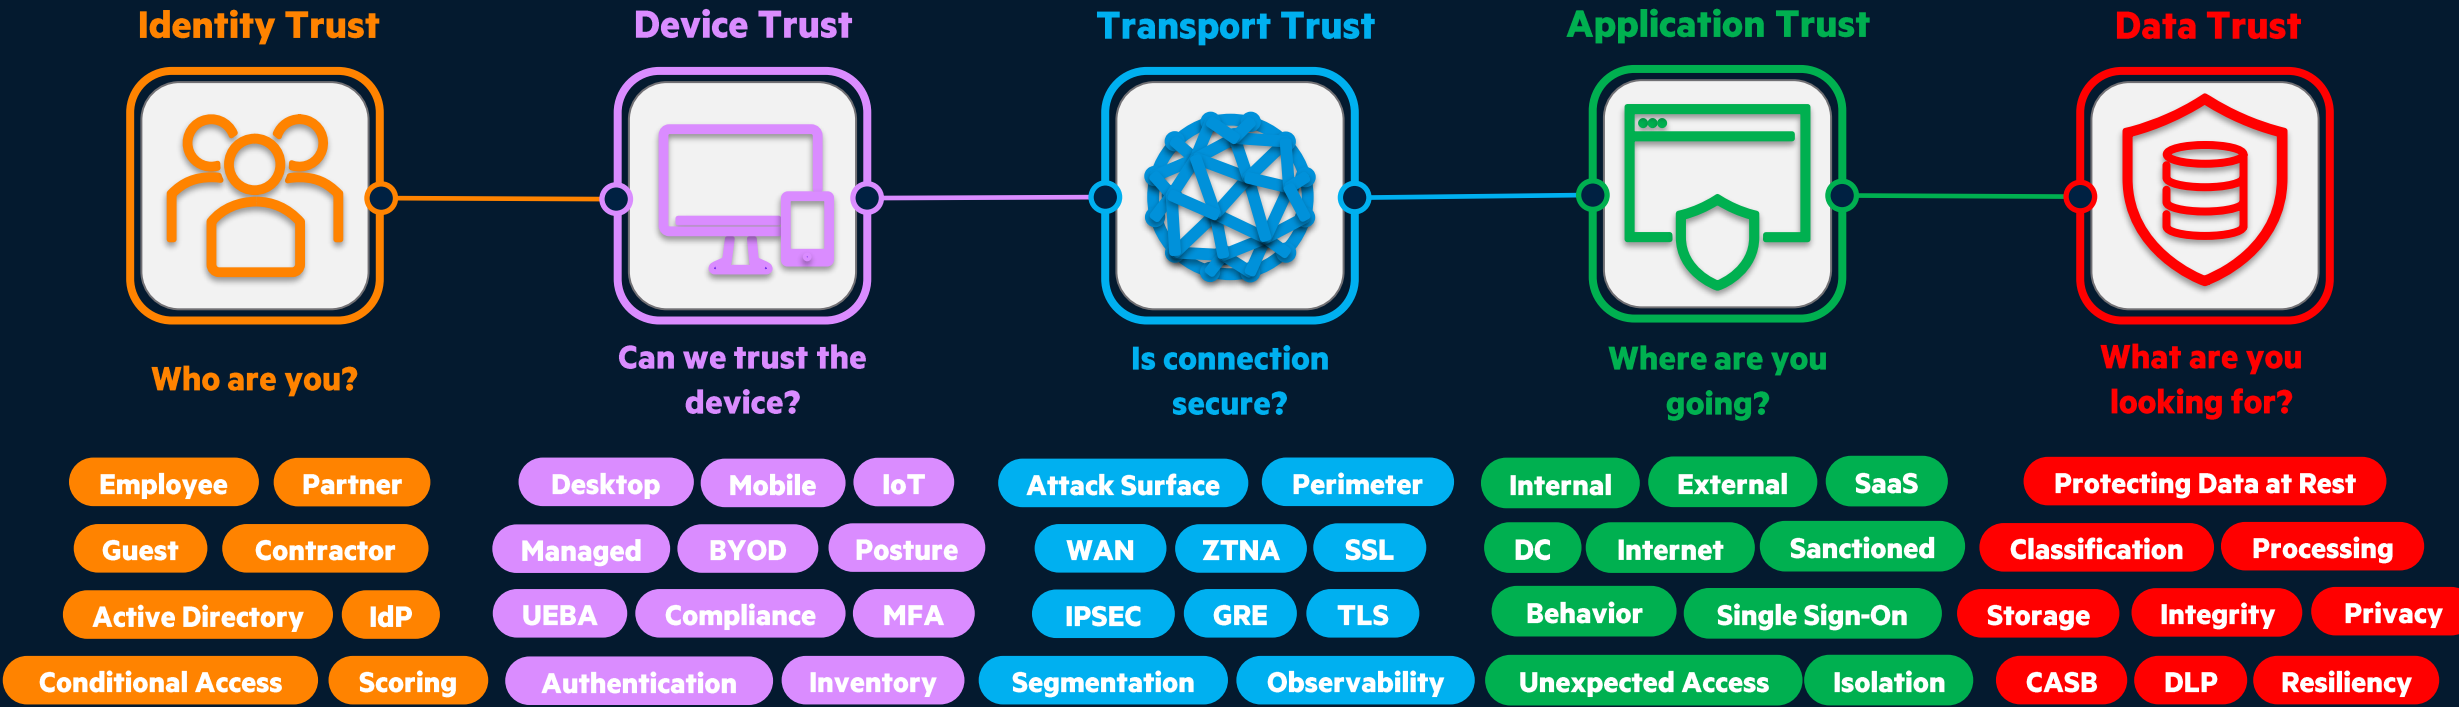 Identity Trust
Device Trust
Transport Trust
Application Trust
Data Trust
Who are you?
Can we trust the
device?
Is connection
secure?
Where are you
going?
What are you
looking for?
Employee
Partner
Guest
Contractor
Active Directory
IdP
Conditional Access
Scoring
Desktop
Mobile
IoT
Managed
BYOD
Posture
UEBA
Compliance
MFA
Authentication
Inventory
Attack Surface
Perimeter
WAN
ZTNA
SSL
IPSEC
GRE
TLS
Segmentation
Observability
Internal
External
SaaS
DC
Internet
Sanctioned
Behavior
Single Sign-On
Unexpected Access
Isolation
Protecting Data at Rest
Classification
Processing
Storage
Integrity
Privacy
CASB
DLP
Resiliency